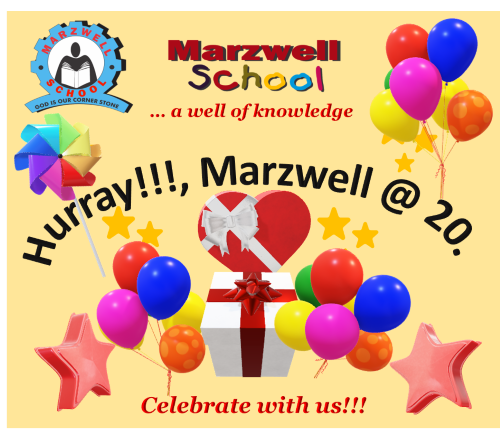 MARZWELL
SCHOOL
GOD IS OUR CORNER STONE
Marzwell
School
... a well of knowledge
Hurray!!!, Marzwell @ 20.
Celebrate with us!!!